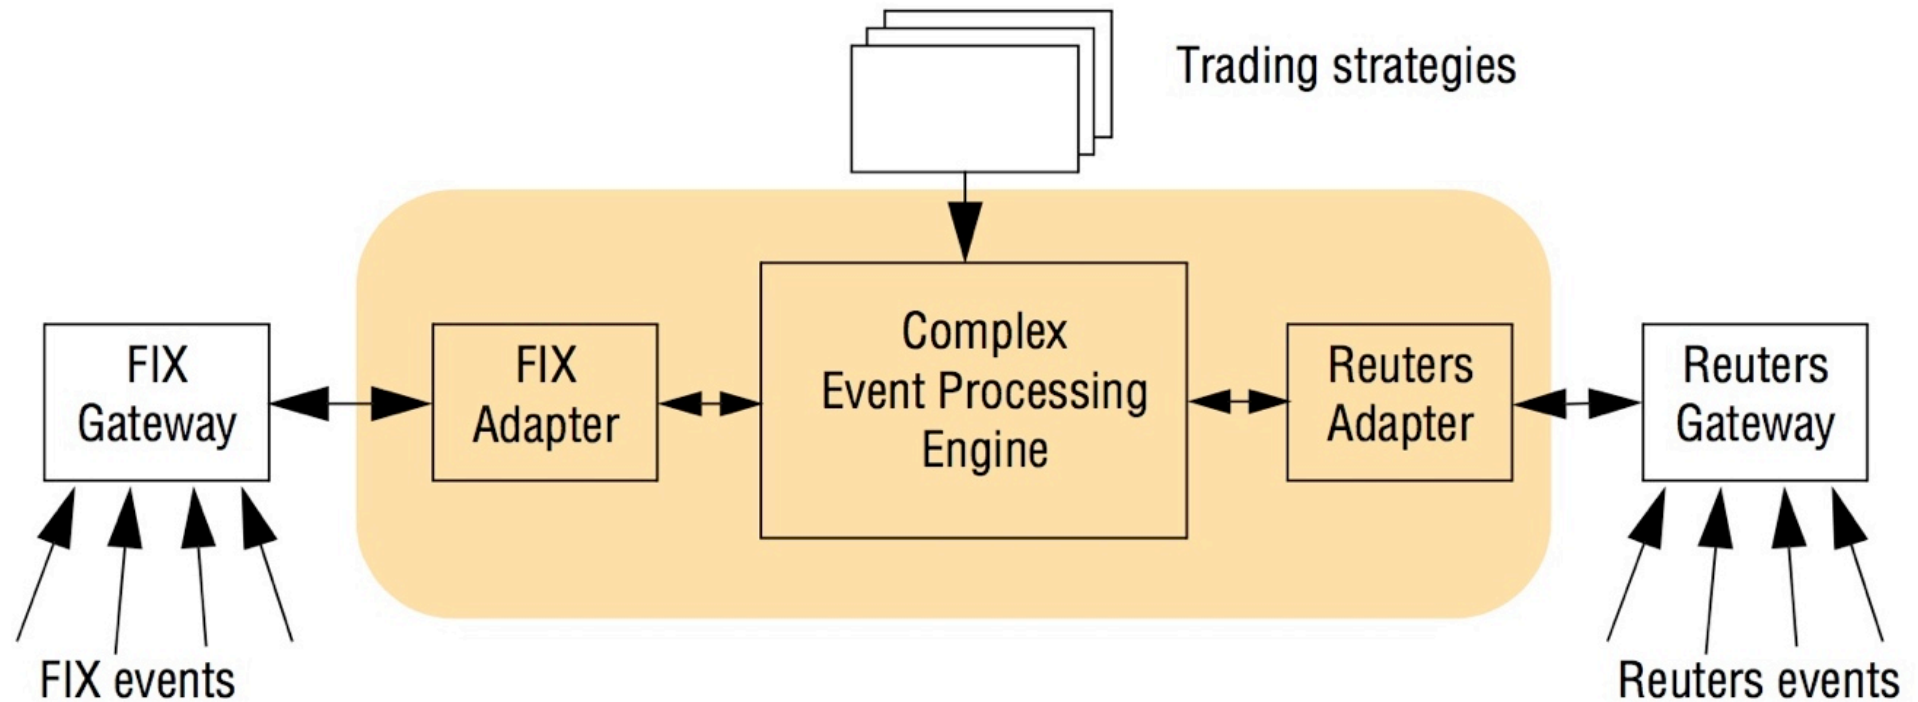 Trading strategies
FIX
Gateway
FIX
Adapter
Complex
Event Processing
Engine
Reuters
Adapter
Reuters
Gateway
FIX events
Reuters events